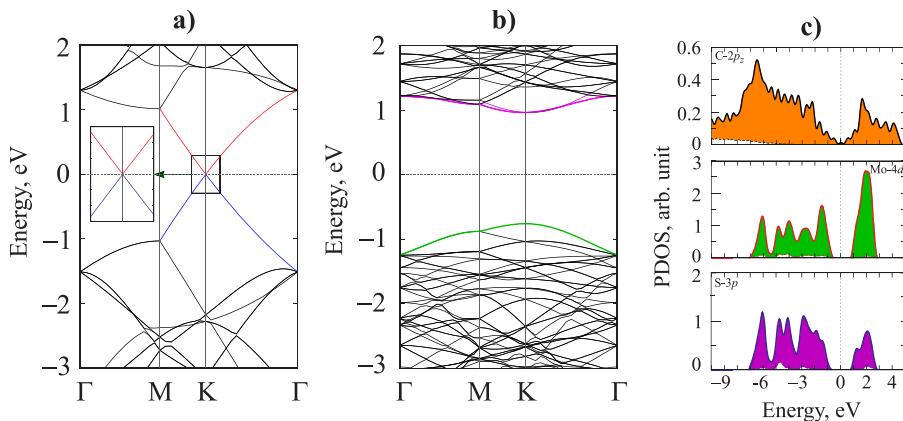 a)
b)
c)
Energy, eV
2
1
0
−1
−2
−3
Γ
M
K
Γ
Energy, eV
2
1
0
−1
−2
−3
Γ
M
K
Γ
PDOS, arb. unit
0.6
0.4
0.2
0
C-2pz
3
2
1
0
Mo-4d
3
2
1
0
S-3p
−9
-6
−3
0
2
4
Energy, eV